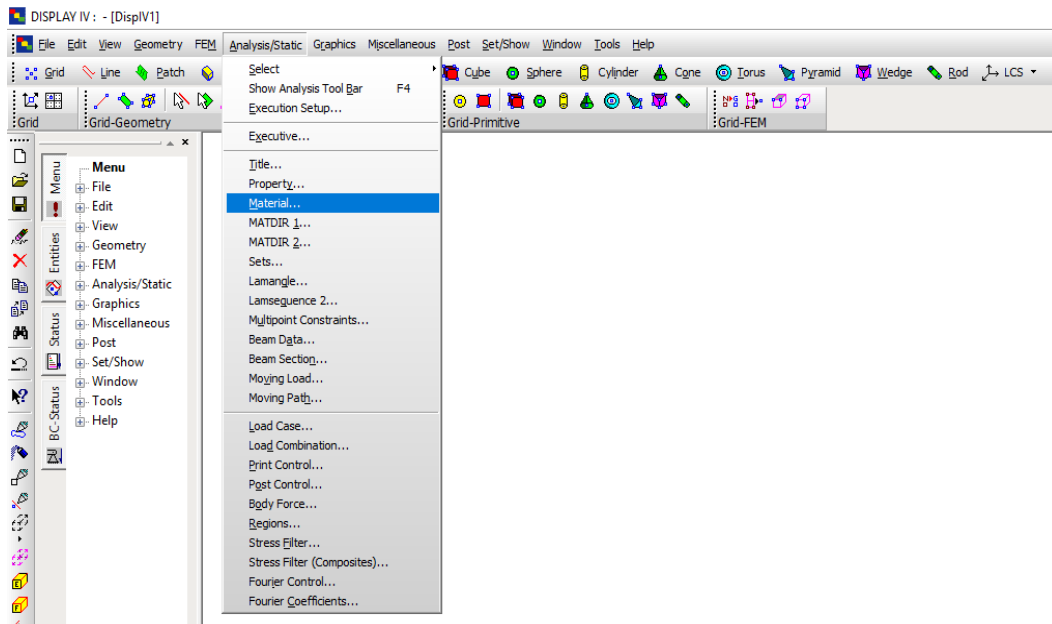 DISPLAY IV : - [DispIV1]
File Edit View Geometry FEM Analysis/Static Graphics Miscellaneous Post Set/Show Window Tools Help
Grid Line Patch Cube Sphere Cylinder Cone Torus Pyramid Wedge Rod LCS
Grid Grid-Geometry Grid-Primitive Grid-FEM
Select
Show Analysis Tool Bar F4
Execution Setup...
Executive...
Title...
Property...
Material...
MATDIR 1...
MATDIR 2...
Sets...
Lamangle...
Lamsequence 2...
Multipoint Constraints...
Beam Data...
Beam Section...
Moving Load...
Moving Path...
Load Case...
Load Combination...
Print Control...
Post Control...
Body Force...
Regions...
Stress Filter...
Stress Filter (Composites)...
Fourier Control...
Fourier Coefficients...
Menu
Entities
Status
BC-Status
Menu
File
Edit
View
Geometry
FEM
Analysis/Static
Graphics
Miscellaneous
Post
Set/Show
Window
Tools
Help